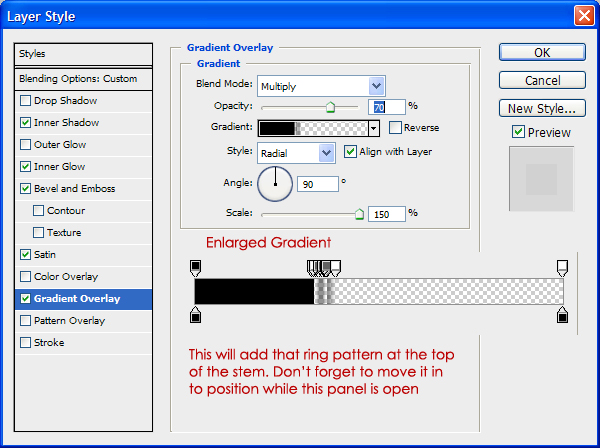 Layer Style
Styles
Blending Options: Custom
Drop Shadow
Inner Shadow
Outer Glow
Inner Glow
Bevel and Emboss
Contour
Texture
Satin
Color Overlay
Gradient Overlay
Pattern Overlay
Stroke
Gradient Overlay
Gradient
Blend Mode: Multiply
Opacity: 70 %
Gradient: Reverse
Style: Radial Align with Layer
Angle: 90 °
Scale: 150 %
Enlarged Gradient
This will add that ring pattern at the top
of the stem. Don't forget to move it in
to position while this panel is open
OK
Cancel
New Style...
Preview